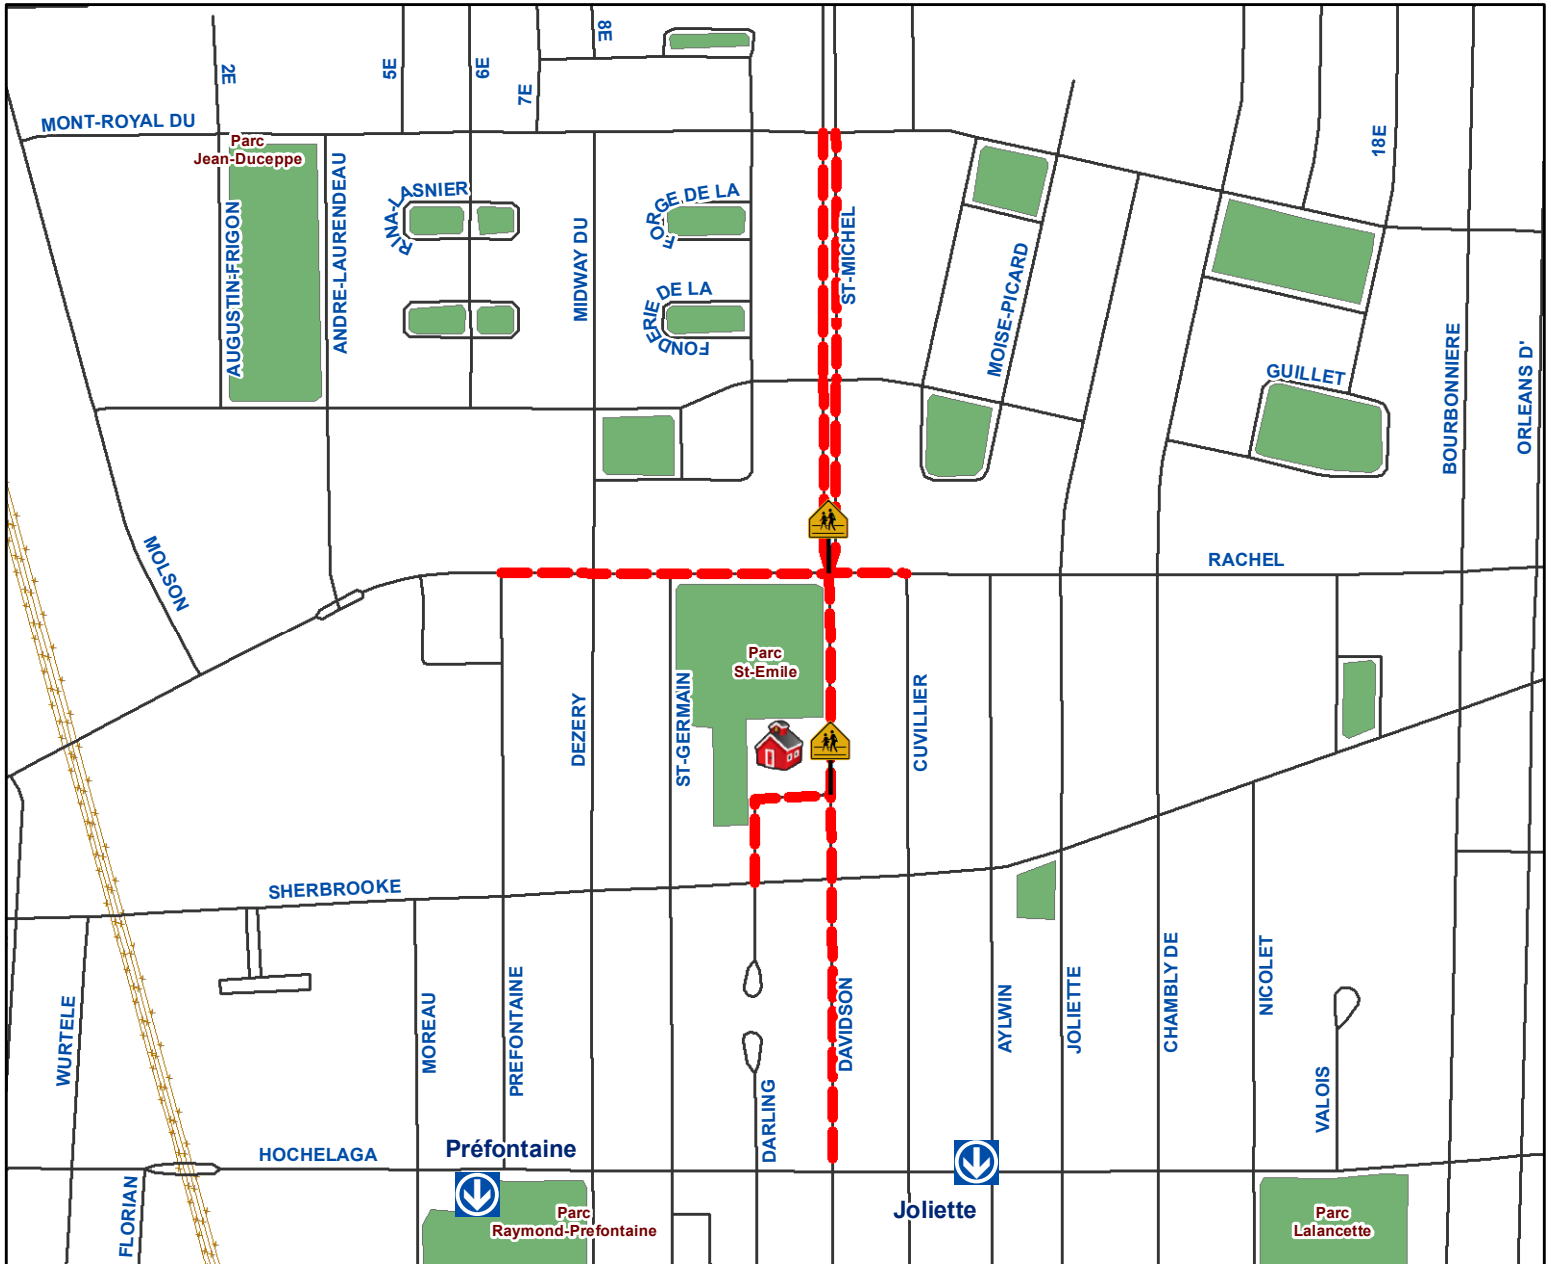 8E
2E
5E
6E
7E
MONT-ROYAL DU
18E
Parc
Jean-Duceppe
AUGUSTIN-FRIGON
ANDRE-LAURENDEAU
RINA-LASNIER
MIDWAY DU
FORGE DE LA
FONDERIE DE LA
ST-MICHEL
MOISE-PICARD
GUILLET
BOURBONNIERE
ORLEANS D'
MOLSON
RACHEL
Parc
St-Emile
DEZERY
ST-GERMAIN
CUVILLIER
SHERBROOKE
WURTELE
MOREAU
PREFONTAINE
DARLING
DAVIDSON
AYLWIN
JOLIETTE
CHAMBLY DE
NICOLET
VALOIS
HOCHELAGA
Préfontaine
Joliette
FLORIAN
Parc
Raymond-Prefontaine
Parc
Lalancette